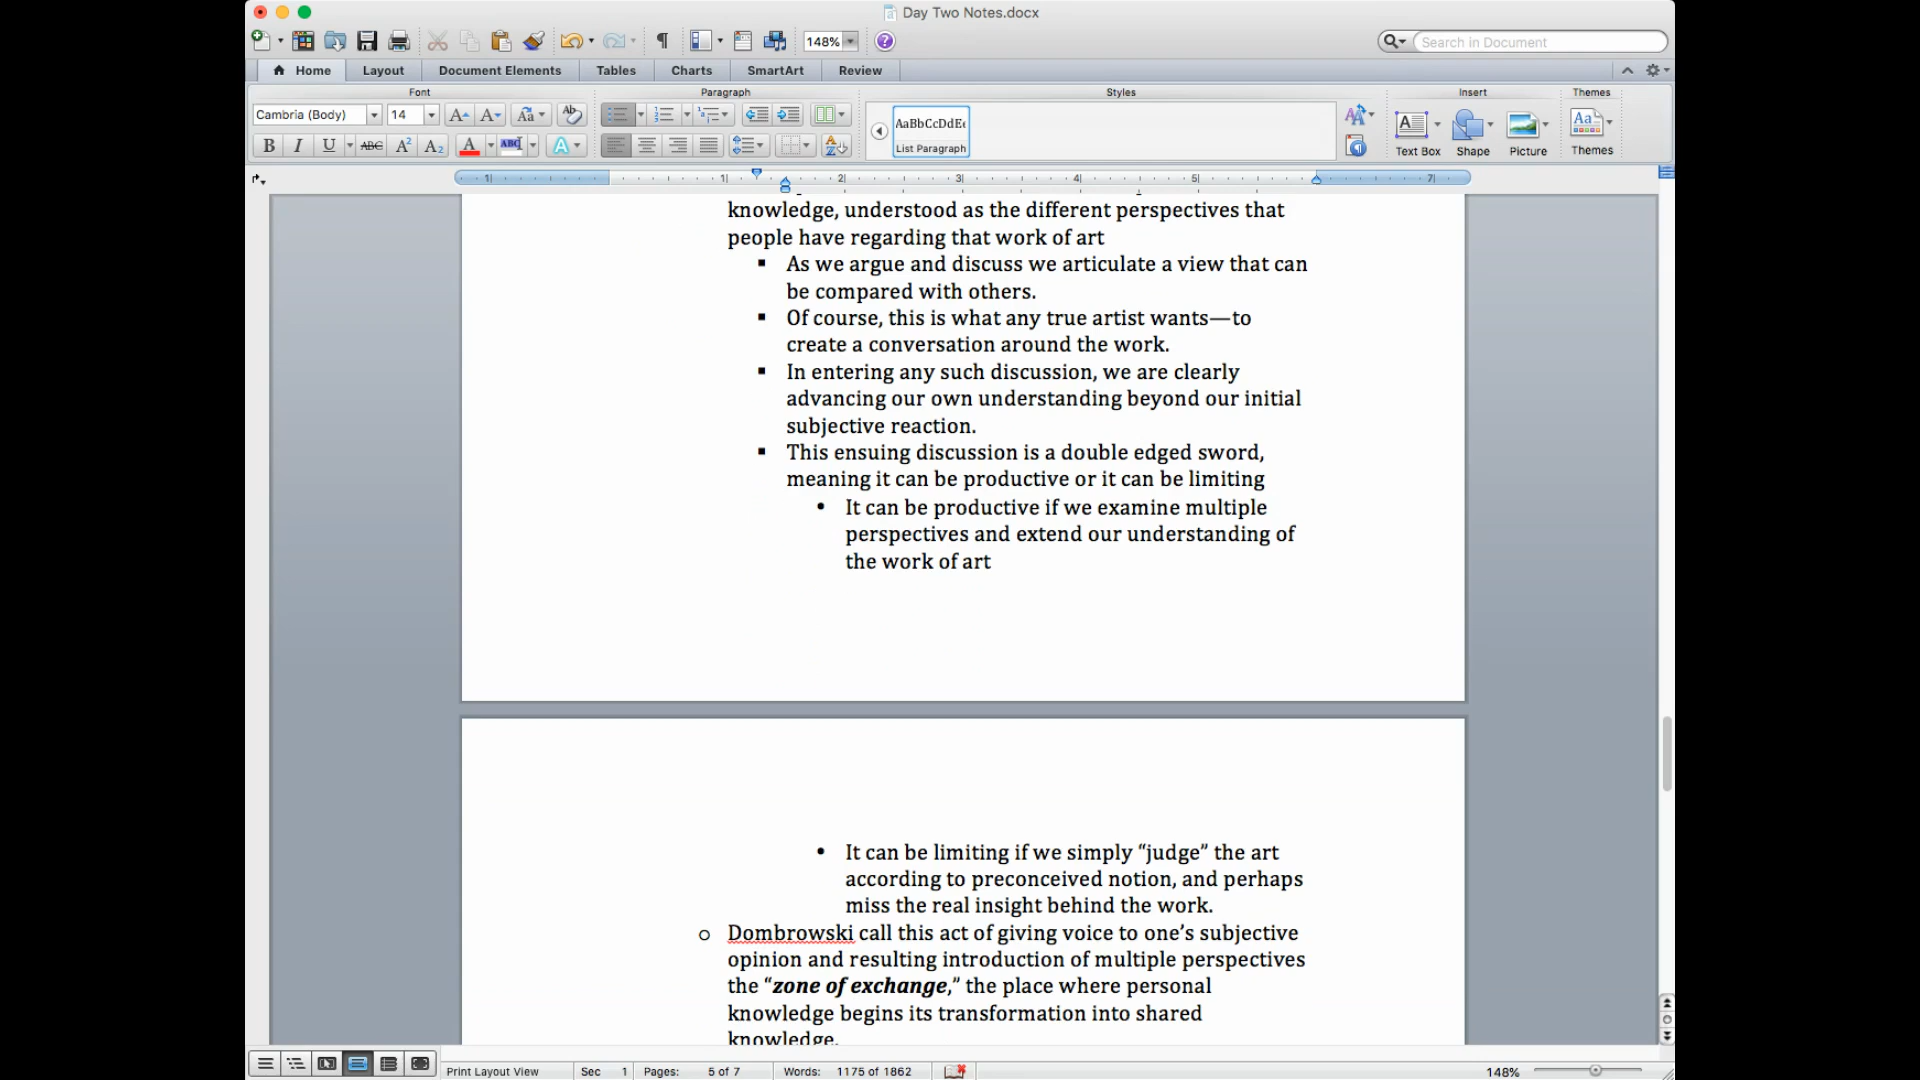 Day Two Notes.docx
148%
Search in Document
Home
Layout
Document Elements
Tables
Charts
SmartArt
Review
Font
Paragraph
Styles
Insert
Themes
Cambria (Body)
14
AaBbCcDdEe
List Paragraph
Text Box
Shape
Picture
Themes
knowledge, understood as the different perspectives that
people have regarding that work of art
▪ As we argue and discuss we articulate a view that can
be compared with others.
▪ Of course, this is what any true artist wants—to
create a conversation around the work.
▪ In entering any such discussion, we are clearly
advancing our own understanding beyond our initial
subjective reaction.
▪ This ensuing discussion is a double edged sword,
meaning it can be productive or it can be limiting
• It can be productive if we examine multiple
perspectives and extend our understanding of
the work of art
• It can be limiting if we simply “judge” the art
according to preconceived notion, and perhaps
miss the real insight behind the work.
o Dombrowski call this act of giving voice to one’s subjective
opinion and resulting introduction of multiple perspectives
the “zone of exchange,” the place where personal
knowledge begins its transformation into shared
knowledge.
Print Layout View
Sec 1
Pages: 5 of 7
Words: 1175 of 1862
148%